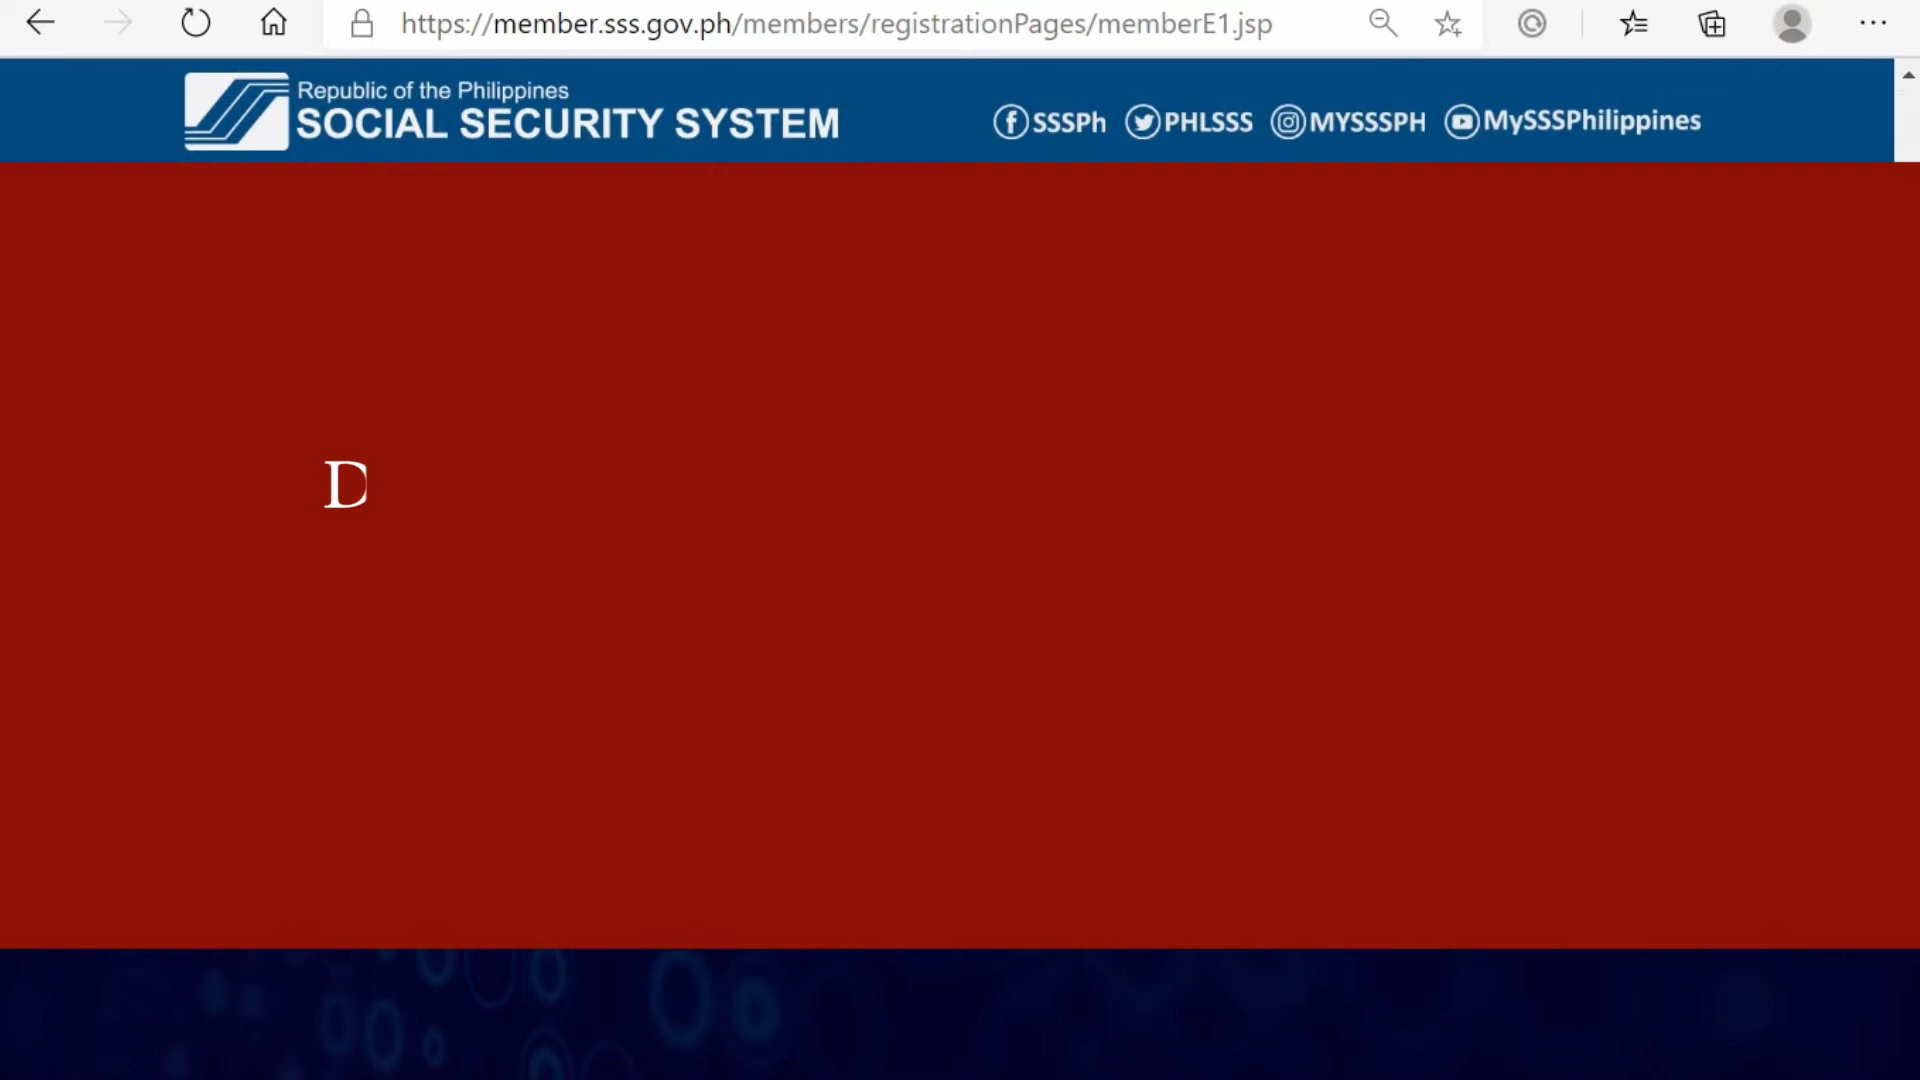 https://member.sss.gov.ph/members/registrationPages/memberE1.jsp
Republic of the Philippines
SOCIAL SECURITY SYSTEM
SSSPh PHLSSS MYSSSPH MySSSPhilippines
D